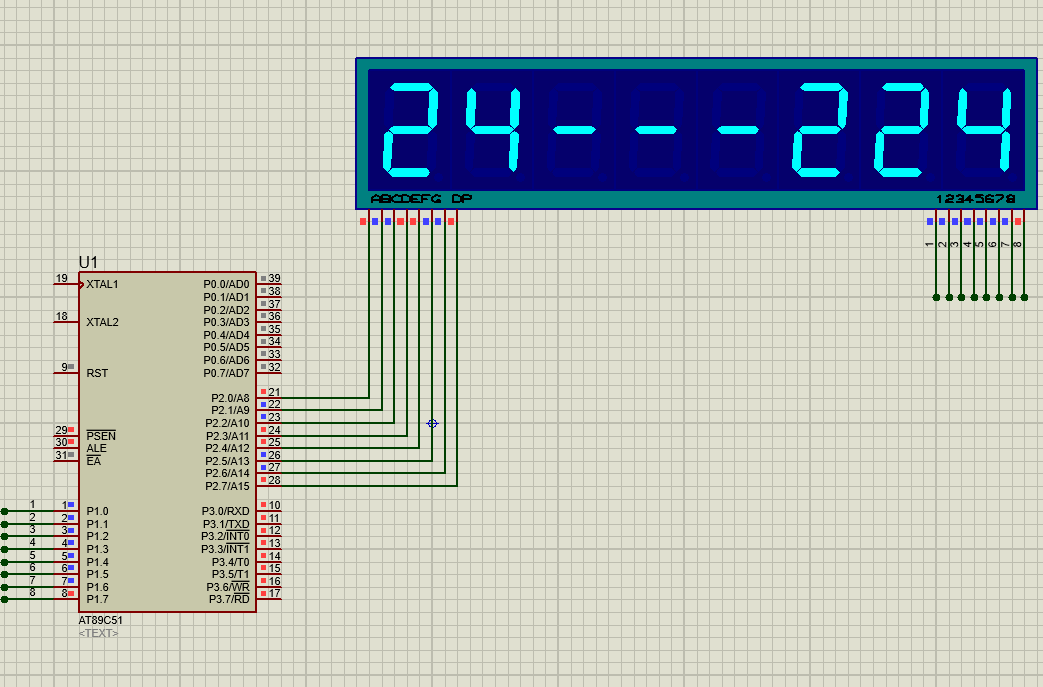 24---224
ABCDEFG DP
12345678
1
2
3
4
5
6
7
8
U1
19 XTAL1 P0.0/AD0 39
P0.1/AD1 38
P0.2/AD2 37
18 XTAL2 P0.3/AD3 36
P0.4/AD4 35
P0.5/AD5 34
P0.6/AD6 33
9 RST P0.7/AD7 32
P2.0/A8 21
P2.1/A9 22
P2.2/A10 23
29 PSEN P2.3/A11 24
30 ALE P2.4/A12 25
31 EA P2.5/A13 26
P2.6/A14 27
P2.7/A15 28
1 1 P1.0 P3.0/RXD 10
2 2 P1.1 P3.1/TXD 11
3 3 P1.2 P3.2/INT0 12
4 4 P1.3 P3.3/INT1 13
5 5 P1.4 P3.4/T0 14
6 6 P1.5 P3.5/T1 15
7 7 P1.6 P3.6/WR 16
8 8 P1.7 P3.7/RD 17
AT89C51
<TEXT>